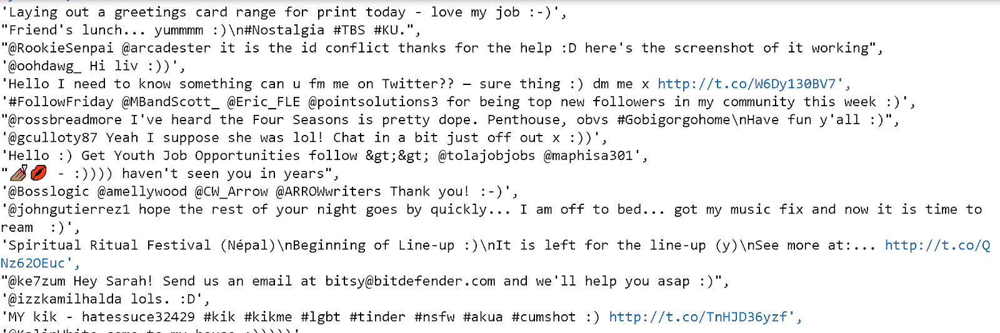 'Laying out a greetings card range for print today - love my job :-)',
"Friend's lunch... yummmm :)\n#Nostalgia #TBS #KU.",
"@RookieSenpai @arcadester it is the id conflict thanks for the help :D here's the screenshot of it working",
'@oohdawg_ Hi liv :))',
'Hello I need to know something can u fm me on Twitter?? — sure thing :) dm me x http://t.co/W6Dy130BV7',
'#FollowFriday @MBandScott_ @Eric_FLE @pointsolutions3 for being top new followers in my community this week :)',
"@rossbreadmore I've heard the Four Seasons is pretty dope. Penthouse, obvs #Gobigorgohome\nHave fun y'all :)",
'@gculloty87 Yeah I suppose she was lol! Chat in a bit just off out x :))',
'Hello :) Get Youth Job Opportunities follow &gt;&gt; @tolajobjobs @maphisa301',
"💅🏽💋 - :)))) haven't seen you in years",
'@Bosslogic @amellywood @CW_Arrow @ARROWwriters Thank you! :-)',
'@johngutierrez1 hope the rest of your night goes by quickly... I am off to bed... got my music fix and now it is time to
ream  :)',
'Spiritual Ritual Festival (Népal)\nBeginning of Line-up :)\nIt is left for the line-up (y)\nSee more at:... http://t.co/Q
Nz62OEuc',
"@ke7zum Hey Sarah! Send us an email at bitsy@bitdefender.com and we'll help you asap :)",
'@izzkamilhalda lols. :D',
'MY kik - hatessuce32429 #kik #kikme #lgbt #tinder #nsfw #akua #cumshot :) http://t.co/TnHJD36yzf',